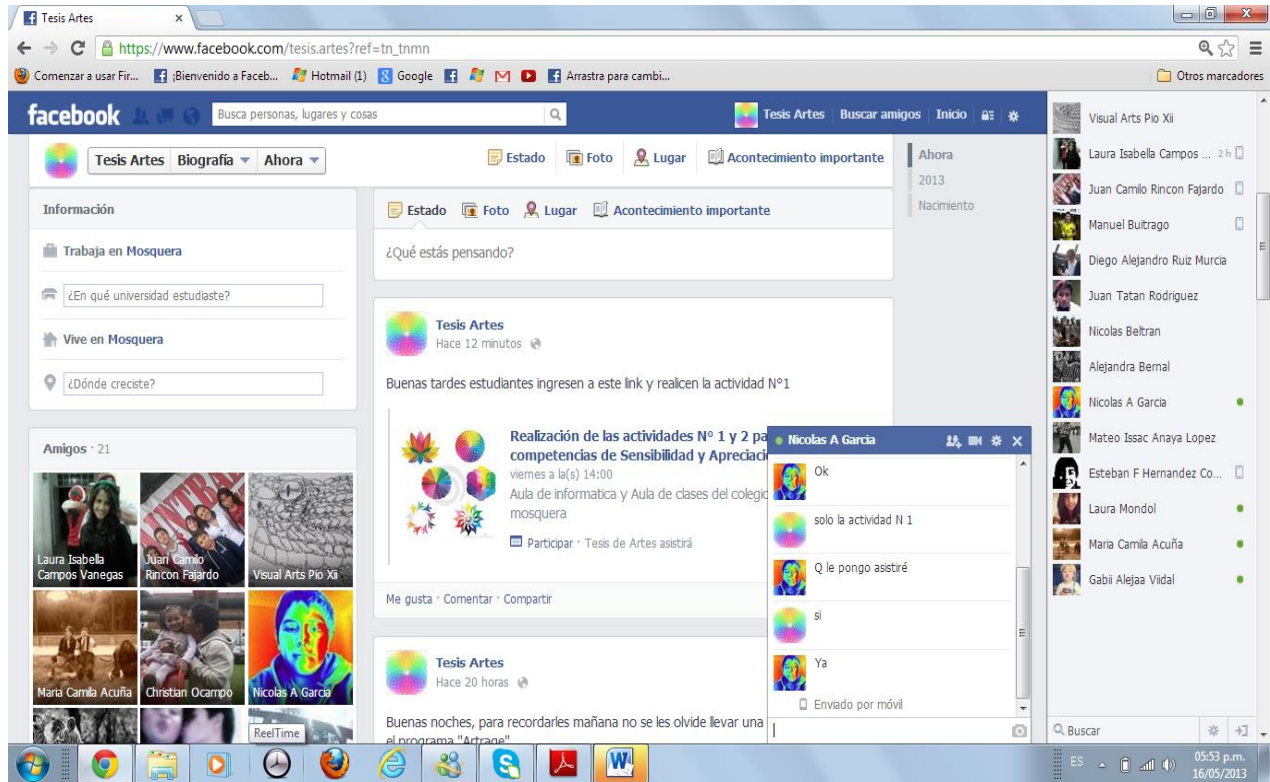 Tesis Artes
https://www.facebook.com/tesis.artes?ref=tn_tnmn
Comenzar a usar Fir...
¡Bienvenido a Faceb...
Hotmail (1)
Google
Arrastra para cambi...
Otros marcadores
facebook
Busca personas, lugares y cosas
Tesis Artes
Buscar amigos
Inicio
Tesis Artes
Biografía
Ahora
Estado
Foto
Lugar
Acontecimiento importante
Ahora
2013
Nacimiento
Información
Trabaja en Mosquera
¿En qué universidad estudiaste?
Vive en Mosquera
¿Dónde creciste?
Amigos · 21
Laura Isabella
Campos Vanegas
Juan Camilo
Rincon Fajardo
Visual Arts Pio Xii
Maria Camila Acuña
Christian Ocampo
Nicolas A Garcia
ReelTime
Estado
Foto
Lugar
Acontecimiento importante
¿Qué estás pensando?
Tesis Artes
Hace 12 minutos
Buenas tardes estudiantes ingresen a este link y realicen la actividad N°1
Realización de las actividades Nº 1 y 2 pa
competencias de Sensibilidad y Apreciaci
viernes a la(s) 14:00
Aula de informatica y Aula de clases del colegio
mosquera
Participar · Tesis de Artes asistirá
Me gusta · Comentar · Compartir
Tesis Artes
Hace 20 horas
Buenas noches, para recordarles mañana no se les olvide llevar una
el programa "Artrage"
Nicolas A Garcia
Ok
solo la actividad N 1
Q le pongo asistiré
si
Ya
Enviado por móvil
Visual Arts Pio Xii
Laura Isabella Campos ... 2 h
Juan Camilo Rincon Fajardo
Manuel Buitrago
Diego Alejandro Ruiz Murcia
Juan Tatan Rodriguez
Nicolas Beltran
Alejandra Bernal
Nicolas A Garcia
Mateo Issac Anaya Lopez
Esteban F Hernandez Co...
Laura Mondol
Maria Camila Acuña
Gabii Alejaa Viidal
Buscar
ES
05:53 p.m.
16/05/2013